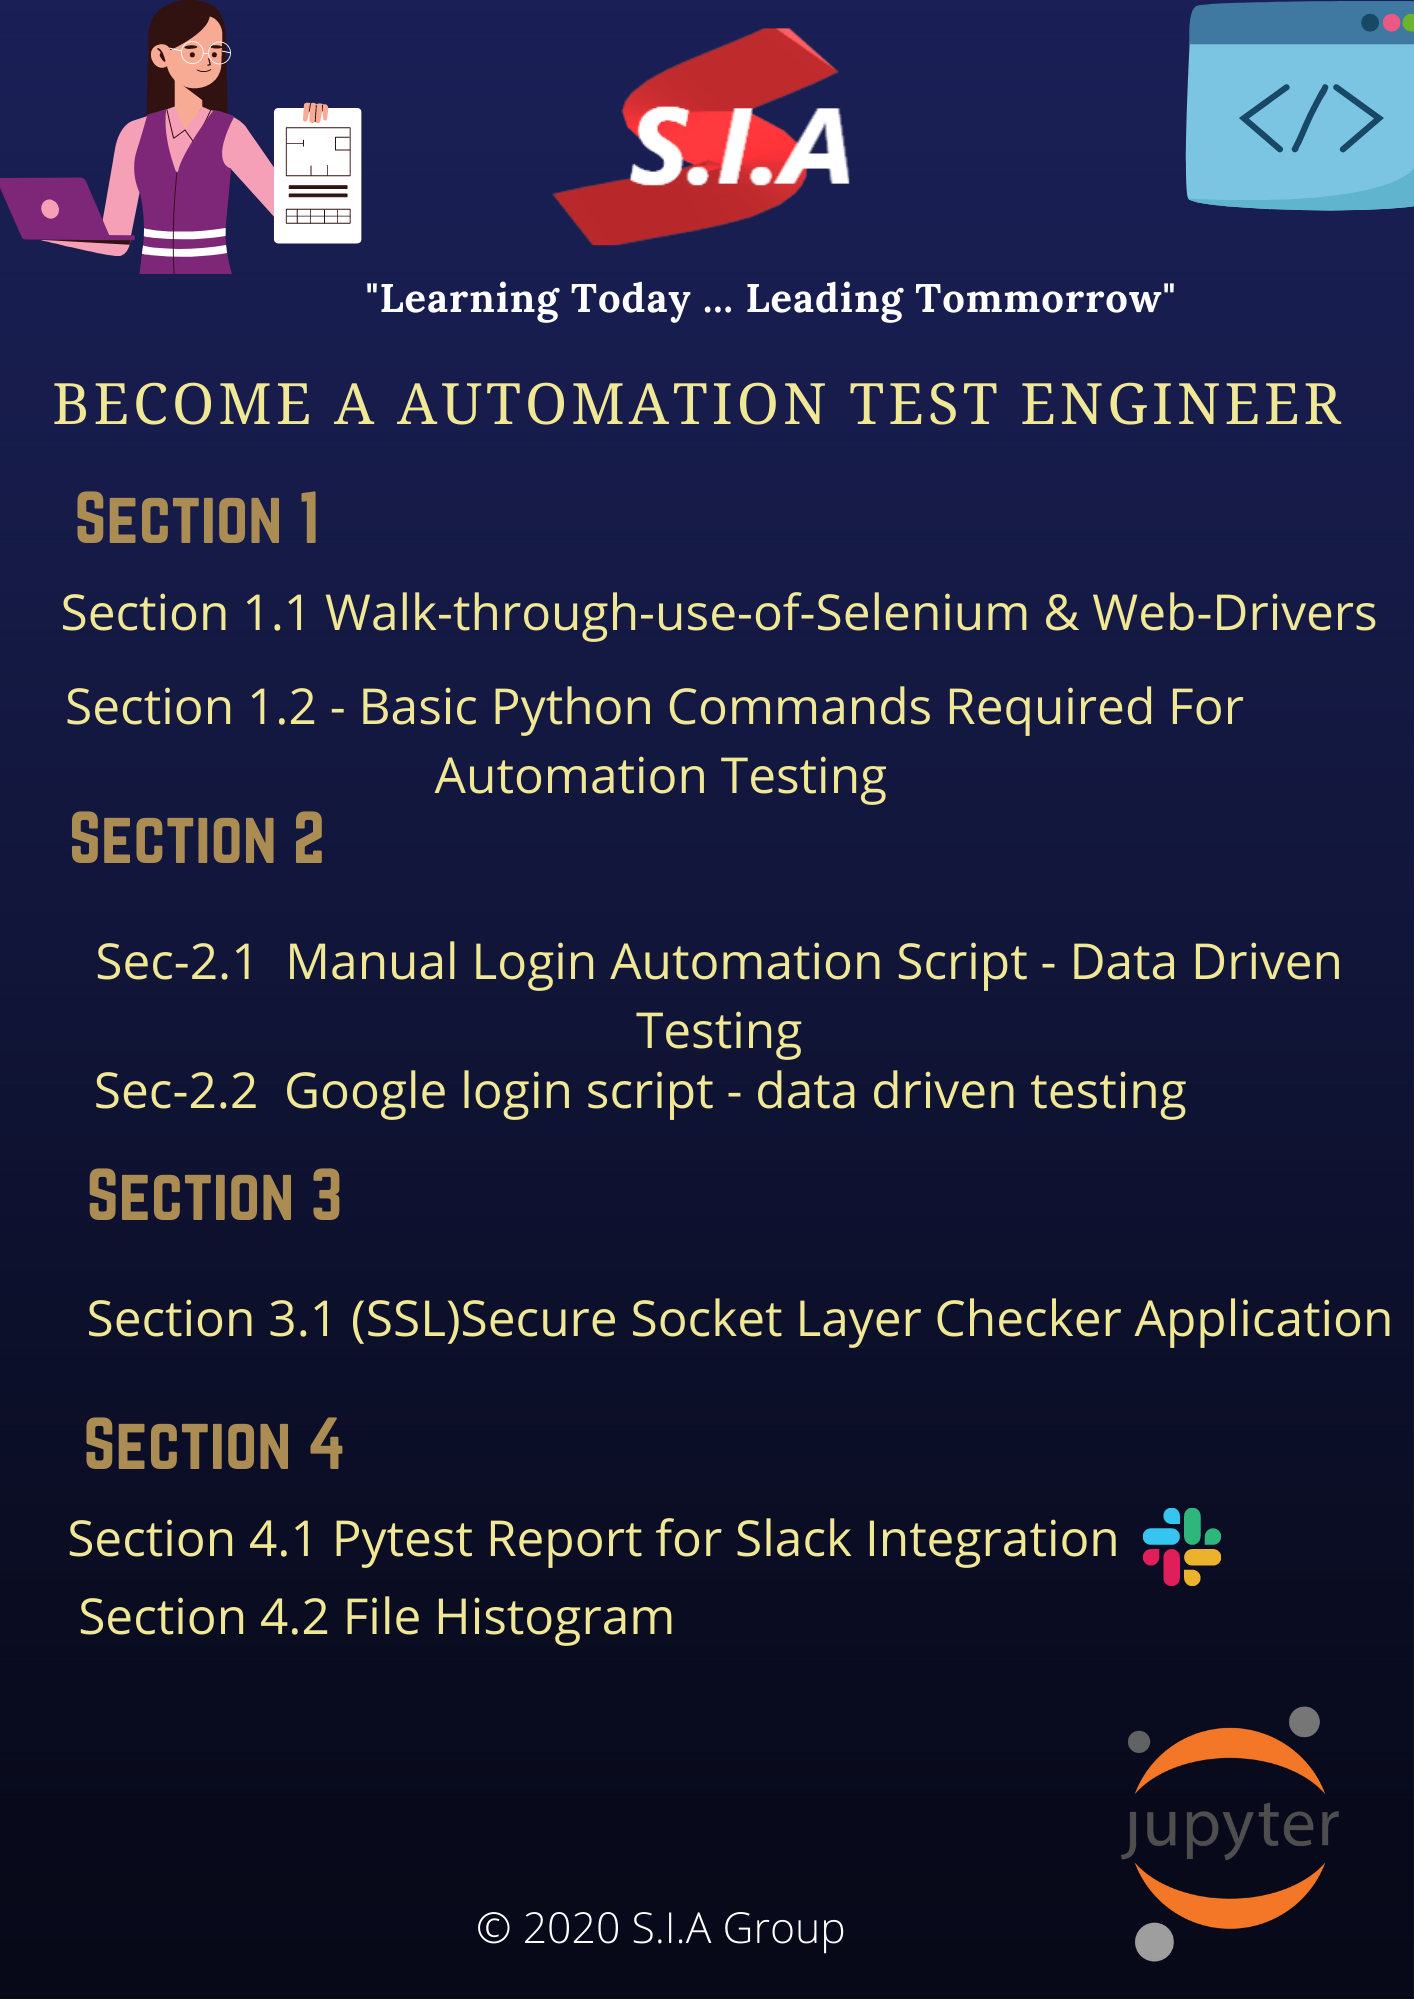 S.I.A
</>
"Learning Today ... Leading Tommorrow"
BECOME A AUTOMATION TEST ENGINEER
Section 1
Section 1.1 Walk-through-use-of-Selenium & Web-Drivers
Section 1.2 - Basic Python Commands Required For
Automation Testing
Section 2
Sec-2.1  Manual Login Automation Script - Data Driven
Testing
Sec-2.2  Google login script - data driven testing
Section 3
Section 3.1 (SSL)Secure Socket Layer Checker Application
Section 4
Section 4.1 Pytest Report for Slack Integration
Section 4.2 File Histogram
jupyter
© 2020 S.I.A Group